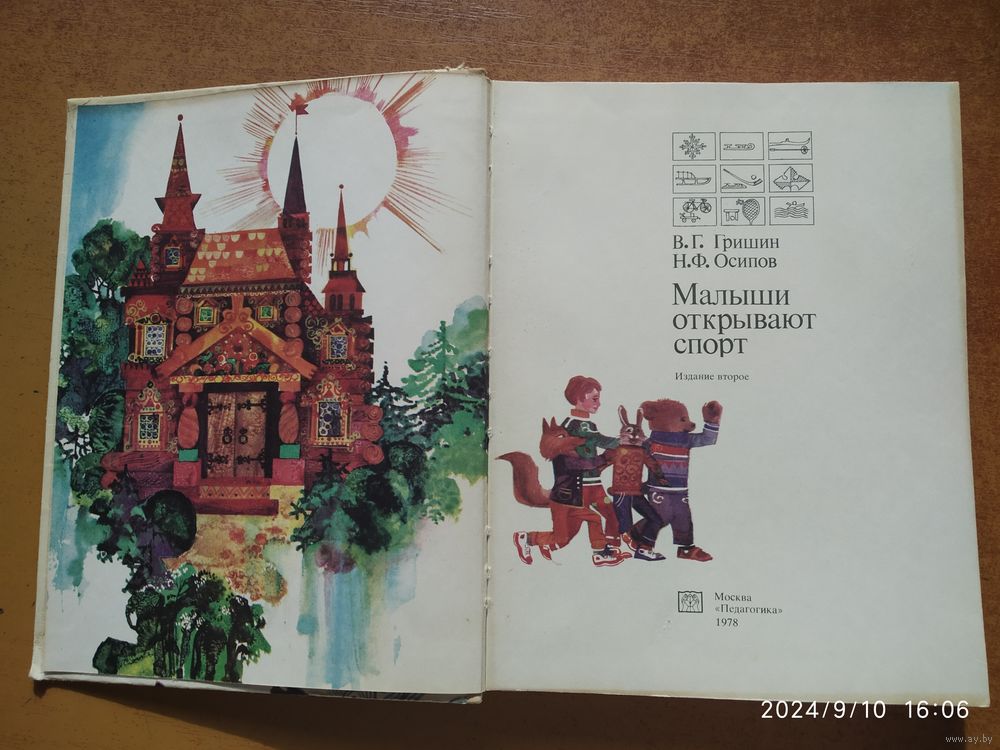 В. Г. Гришин
Н.Ф. Осипов
Малыши
открывают
спорт
Издание второе
Москва
«Педагогика»
1978
2024/9/10 16:06
www.ay.by